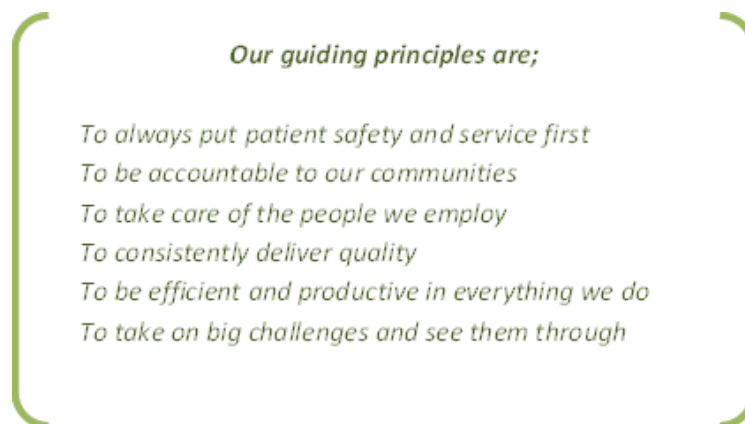 Our guiding principles are;
To always put patient safety and service first
To be accountable to our communities
To take care of the people we employ
To consistently deliver quality
To be efficient and productive in everything we do
To take on big challenges and see them through